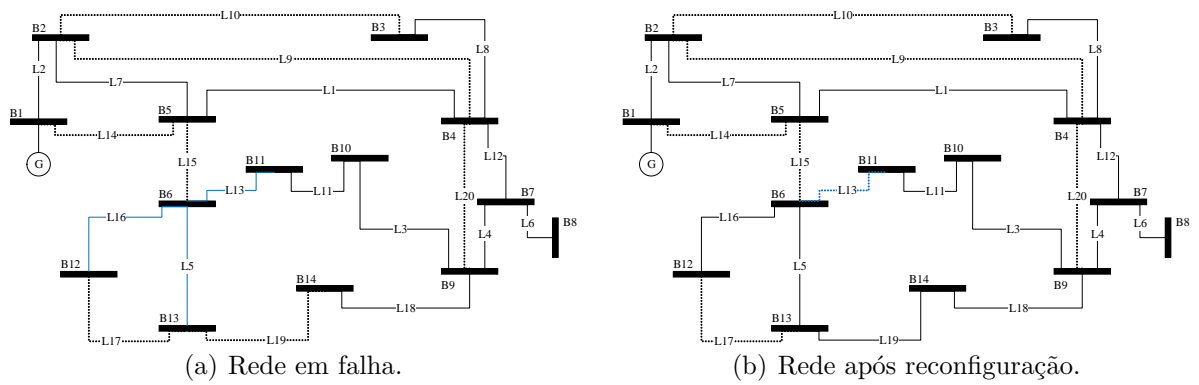 L10
B2
B3
L8
L9
L2
L7
L1
B1
B5
B4
L14
G
L15
L12
B11
B10
B6
L13
L11
L20
B7
L16
L6
B8
L3
L4
L5
B12
B14
B9
L18
B13
L17
L19
(a) Rede em falha.
L10
B2
B3
L8
L9
L2
L7
L1
B1
B5
B4
L14
G
L15
L12
B11
B10
B6
L13
L11
L20
B7
L16
L6
B8
L3
L4
L5
B12
B14
B9
L18
B13
L17
L19
(b) Rede após reconfiguração.